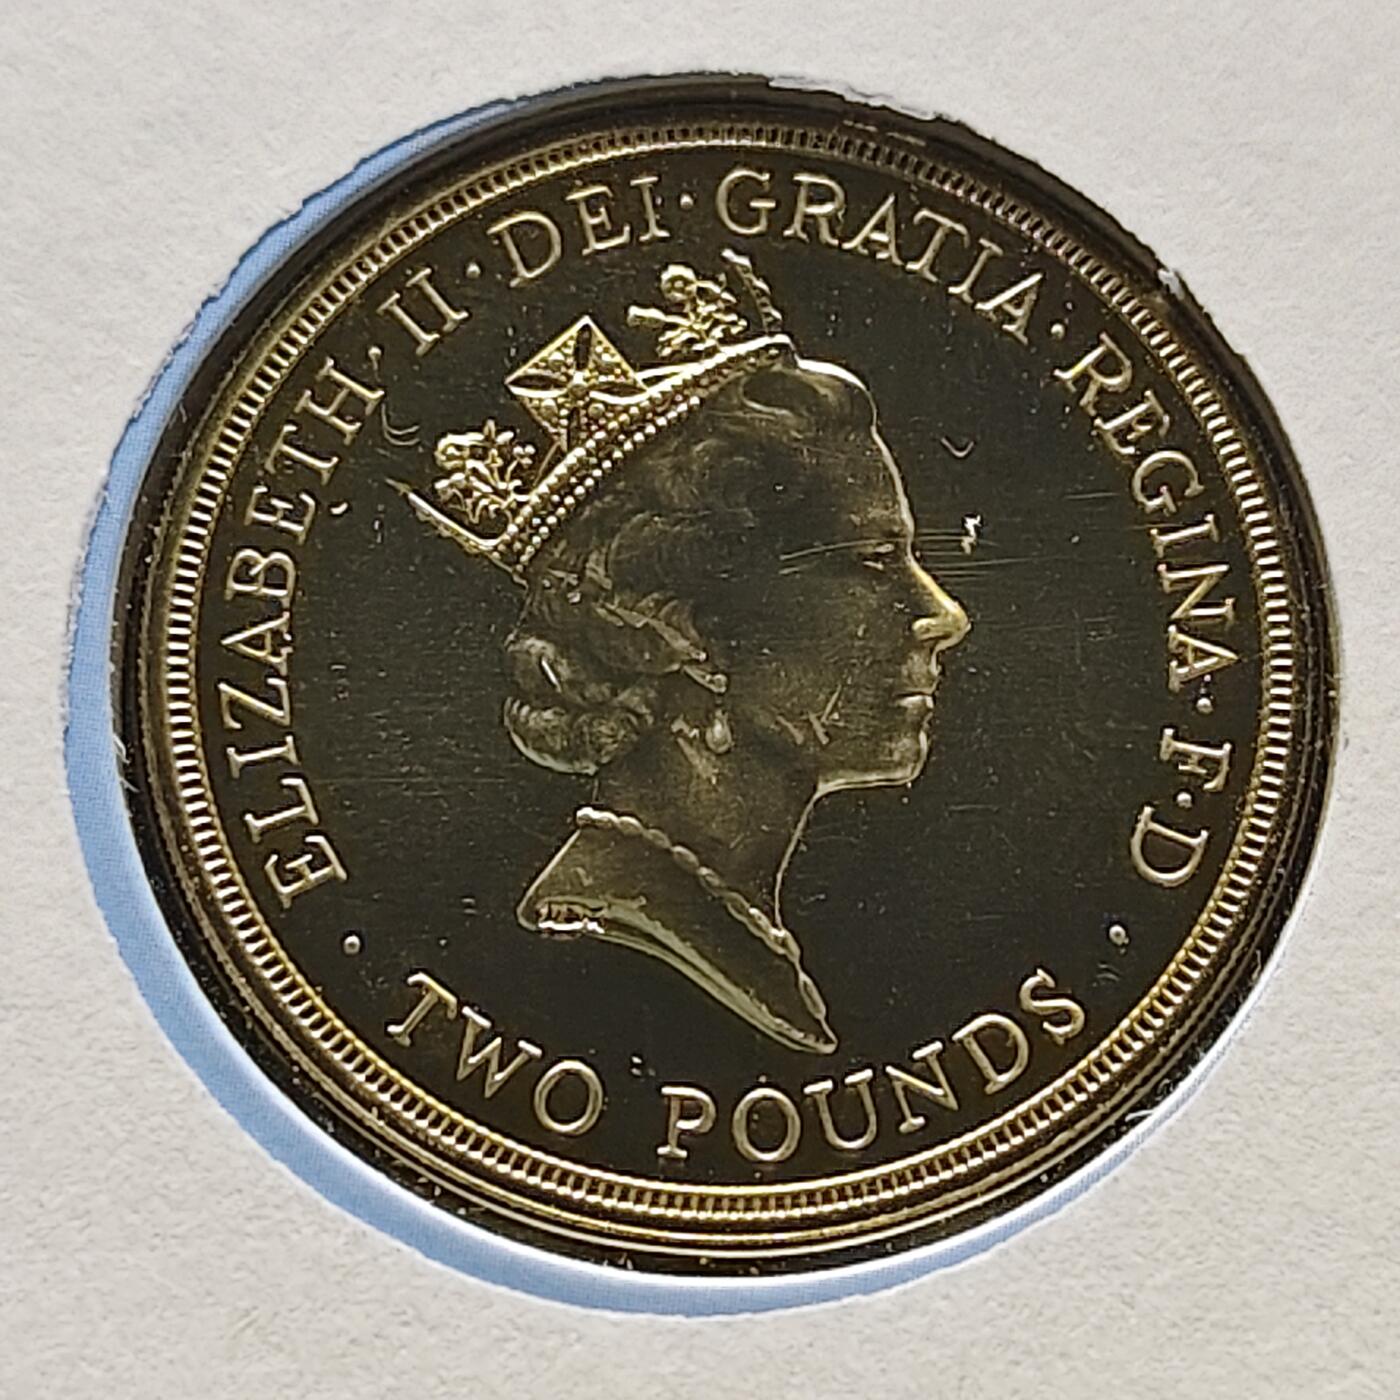 ELIZABETH · II · DEI · GRATIA · REGINA · F · D
· TWO POUNDS ·